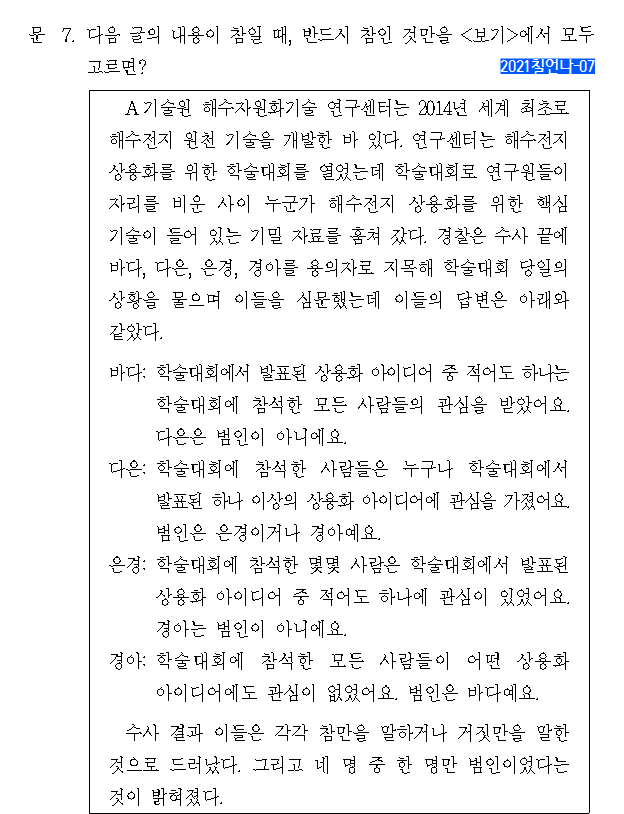 문 7. 다음 글의 내용이 참일 때, 반드시 참인 것만을 <보기>에서 모두
고르면?
2021칠언나-07
A기술원 해수자원화기술 연구센터는 2014년 세계 최초로
해수전지 원천 기술을 개발한 바 있다. 연구센터는 해수전지
상용화를 위한 학술대회를 열었는데 학술대회로 연구원들이
자리를 비운 사이 누군가 해수전지 상용화를 위한 핵심
기술이 들어 있는 기밀 자료를 훔쳐 갔다. 경찰은 수사 끝에
바다, 다은, 은경, 경아를 용의자로 지목해 학술대회 당일의
상황을 물으며 이들을 심문했는데 이들의 답변은 아래와
같았다.
바다: 학술대회에서 발표된 상용화 아이디어 중 적어도 하나는
학술대회에 참석한 모든 사람들의 관심을 받았어요.
다은은 범인이 아니에요.
다은: 학술대회에 참석한 사람들은 누구나 학술대회에서
발표된 하나 이상의 상용화 아이디어에 관심을 가졌어요.
범인은 은경이거나 경아예요.
은경: 학술대회에 참석한 몇몇 사람은 학술대회에서 발표된
상용화 아이디어 중 적어도 하나에 관심이 있었어요.
경아는 범인이 아니에요.
경아: 학술대회에 참석한 모든 사람들이 어떤 상용화
아이디어에도 관심이 없었어요. 범인은 바다예요.
수사 결과 이들은 각각 참만을 말하거나 거짓만을 말한
것으로 드러났다. 그리고 네 명 중 한 명만 범인이었다는
것이 밝혀졌다.